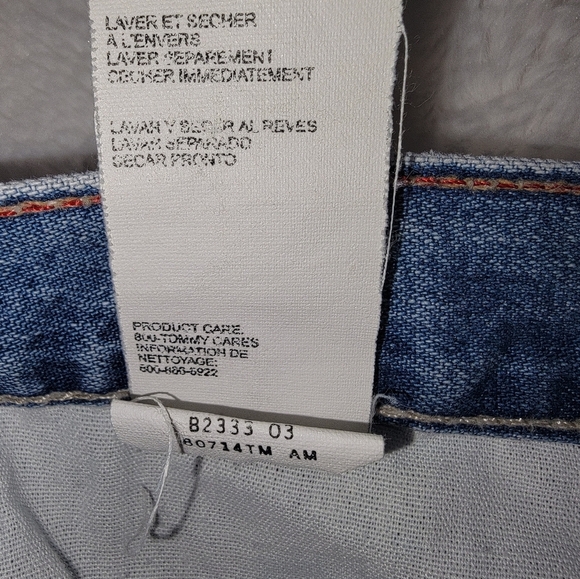 LAVER ET SECHER
A L'ENVERS
LAVER SEPAREMENT
SECHER IMMEDIATEMENT
LAVAR Y SECAR AL REVES
LAVAR SEPARADO
SECAR PRONTO
PRODUCT CARE:
800-TOMMY CARES
INFORMATION DE
NETTOYAGE:
800-866-6922
B2333 03
80714TM AM